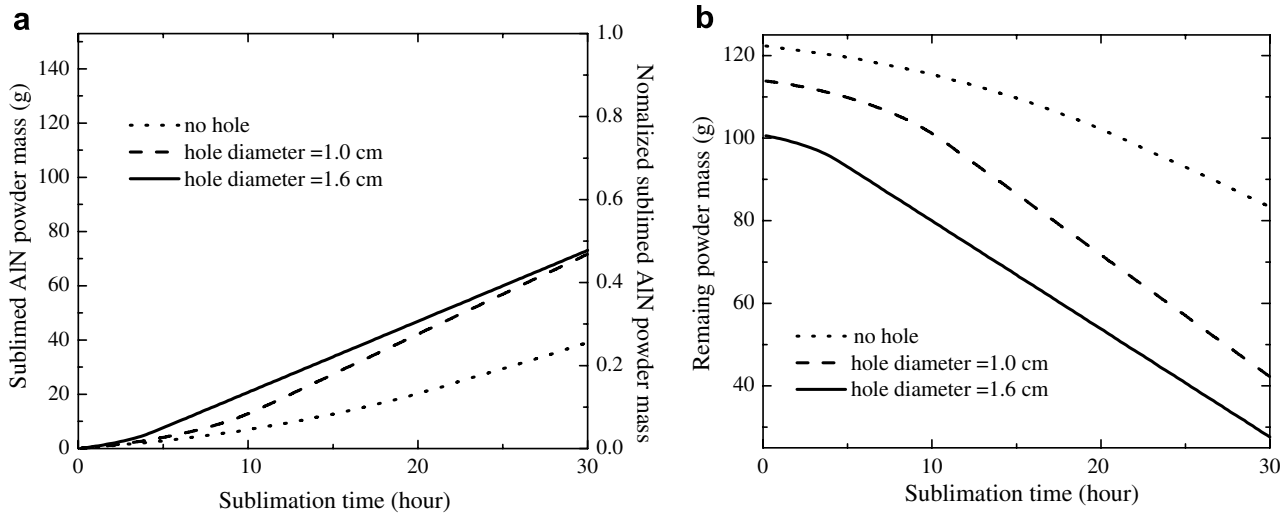 a
Sublimed AlN powder mass (g)
140
120
100
80
60
40
20
0
0
10
20
30
Sublimation time (hour)
1.0
0.8
0.6
0.4
0.2
0.0
Nomalized sublimed AlN powder mass
no hole
hole diameter =1.0 cm
hole diameter =1.6 cm
b
Remaing powder mass (g)
120
100
80
60
40
0
10
20
30
Sublimation time (hour)
no hole
hole diameter =1.0 cm
hole diameter =1.6 cm